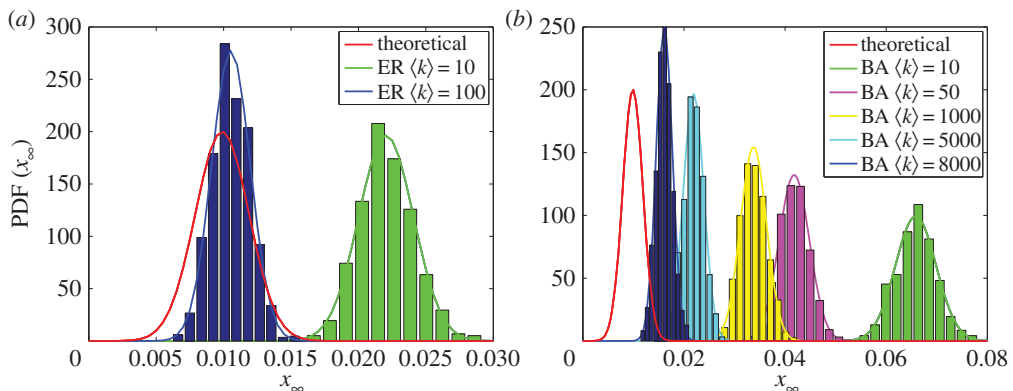 (a)
300
250
200
150
100
50
PDF (x∞)
0
0.005
0.010
0.015
0.020
0.025
0.030
x∞
theoretical
ER ⟨k⟩ = 10
ER ⟨k⟩ = 100
(b)
250
200
150
100
50
0
0.02
0.04
0.06
0.08
x∞
theoretical
BA ⟨k⟩ = 10
BA ⟨k⟩ = 50
BA ⟨k⟩ = 1000
BA ⟨k⟩ = 5000
BA ⟨k⟩ = 8000